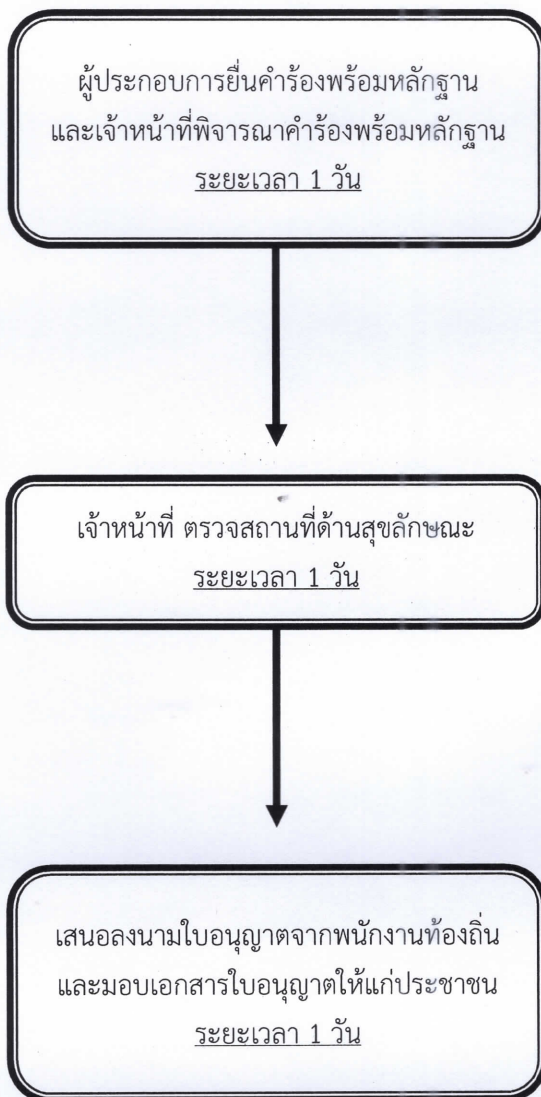 ผู้ประกอบการยื่นคำร้องพร้อมหลักฐาน
และเจ้าหน้าที่พิจารณาคำร้องพร้อมหลักฐาน
ระยะเวลา 1 วัน
เจ้าหน้าที่ ตรวจสถานที่ด้านสุขลักษณะ
ระยะเวลา 1 วัน
เสนอลงนามใบอนุญาตจากพนักงานท้องถิ่น
และมอบเอกสารใบอนุญาตให้แก่ประชาชน
ระยะเวลา 1 วัน